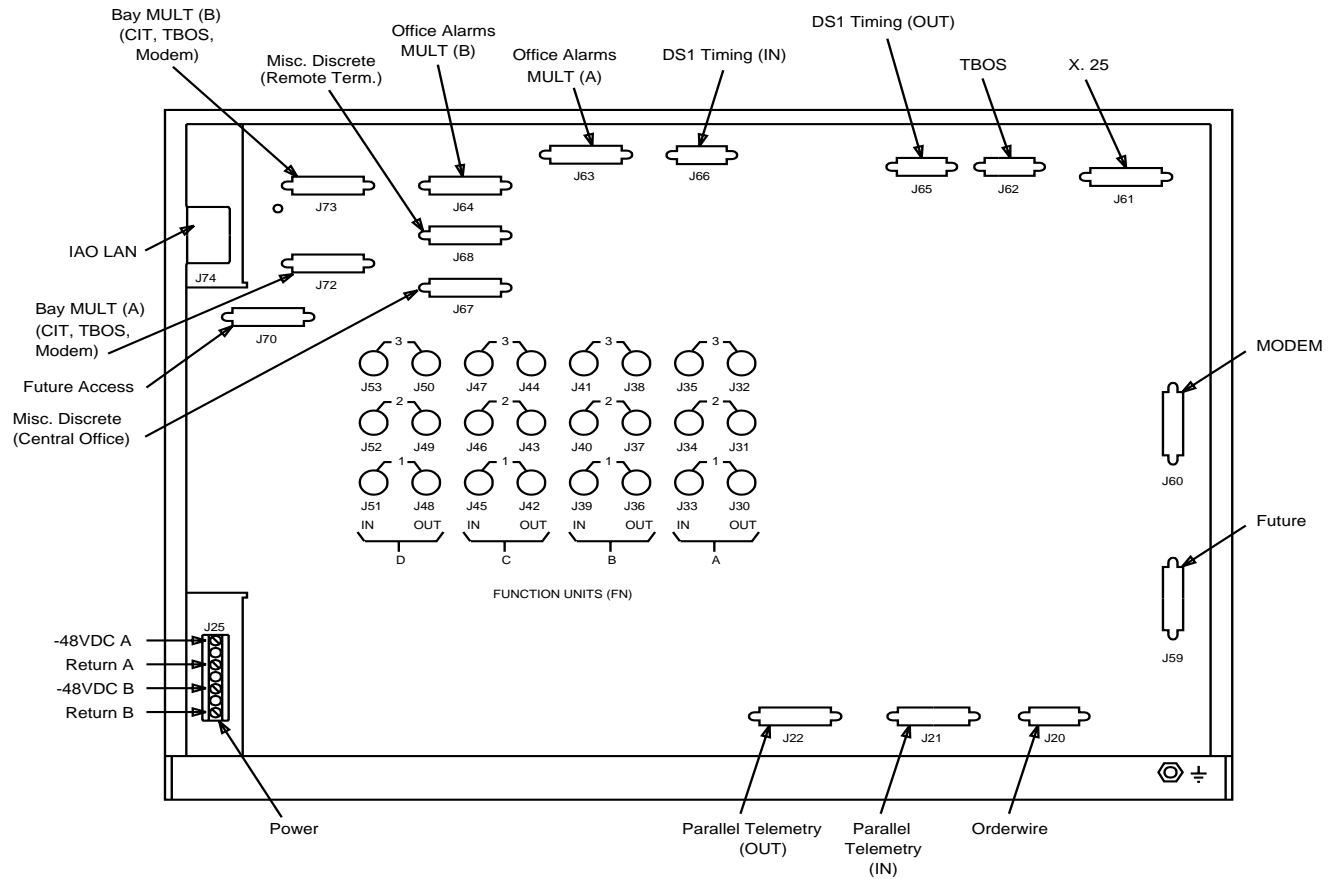 Bay MULT (B)
(CIT, TBOS,
Modem)
Misc. Discrete
(Remote Term.)
Office Alarms
MULT (B)
Office Alarms
MULT (A)
DS1 Timing (IN)
DS1 Timing (OUT)
TBOS
X. 25
J73
J64
J63
J66
J65
J62
J61
IAO LAN
J74
J72
J68
J67
Bay MULT (A)
(CIT, TBOS,
Modem)
J70
Future Access
Misc. Discrete
(Central Office)
3 3 3 3
J53 J50 J47 J44 J41 J38 J35 J32
2 2 2 2
J52 J49 J46 J43 J40 J37 J34 J31
1 1 1 1
J51 J48 J45 J42 J39 J36 J33 J30
IN OUT IN OUT IN OUT IN OUT
D C B A
FUNCTION UNITS (FN)
MODEM
J60
Future
J59
J25
-48VDC A
Return A
-48VDC B
Return B
J22
J21
J20
Power
Parallel Telemetry
(OUT)
Parallel
Telemetry
(IN)
Orderwire